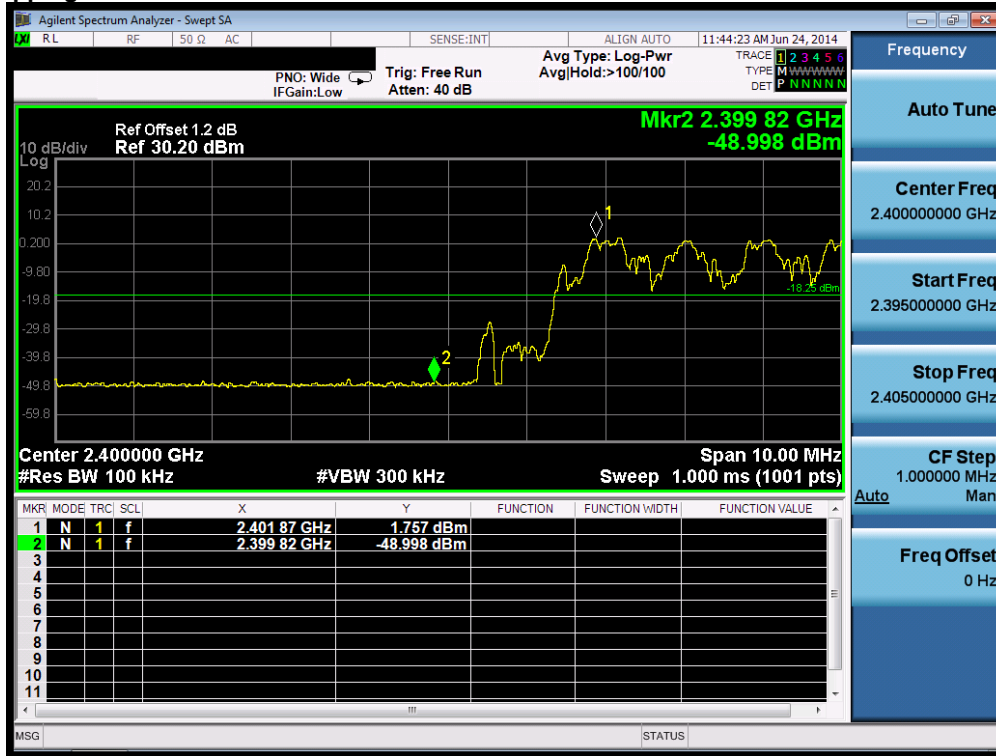 Agilent Spectrum Analyzer - Swept SA
LXI RL RF 50 Ω AC SENSE:INT ALIGN AUTO 11:44:23 AM Jun 24, 2014
Avg Type: Log-Pwr TRACE 1 2 3 4 5 6
PNO: Wide Trig: Free Run Avg|Hold:>100/100 TYPE M WWWWW
IFGain:Low Atten: 40 dB DET P N N N N N
Mkr2 2.399 82 GHz
-48.998 dBm
Ref Offset 1.2 dB
10 dB/div Ref 30.20 dBm
Log
20.2
10.2
0.200
-9.80
-19.8
-29.8
-39.8
-49.8
-59.8
1
2
-18.25 dBm
Center 2.400000 GHz Span 10.00 MHz
#Res BW 100 kHz #VBW 300 kHz Sweep 1.000 ms (1001 pts)
MKR MODE TRC SCL X Y FUNCTION FUNCTION WIDTH FUNCTION VALUE
1 N 1 f 2.401 87 GHz 1.757 dBm
2 N 1 f 2.399 82 GHz -48.998 dBm
3
4
5
6
7
8
9
10
11
MSG STATUS
Frequency
Auto Tune
Center Freq
2.400000000 GHz
Start Freq
2.395000000 GHz
Stop Freq
2.405000000 GHz
CF Step
1.000000 MHz
Auto Man
Freq Offset
0 Hz